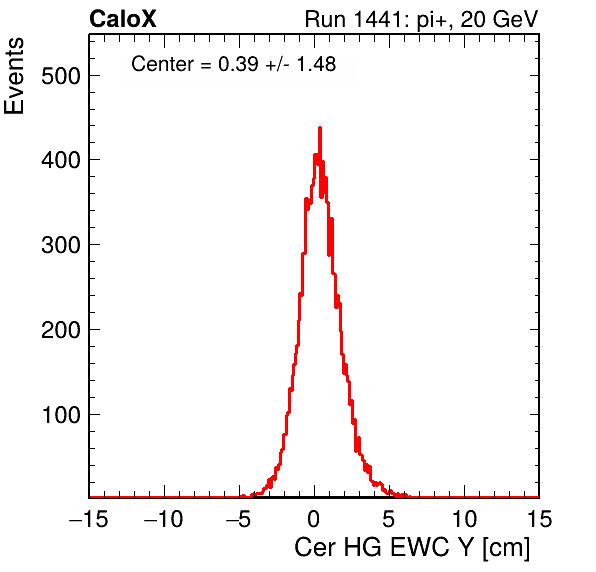 CaloX Run 1441: pi+, 20 GeV
Center = 0.39 +/- 1.48
Events
500
400
300
200
100
−15 −10 −5 0 5 10 15
Cer HG EWC Y [cm]